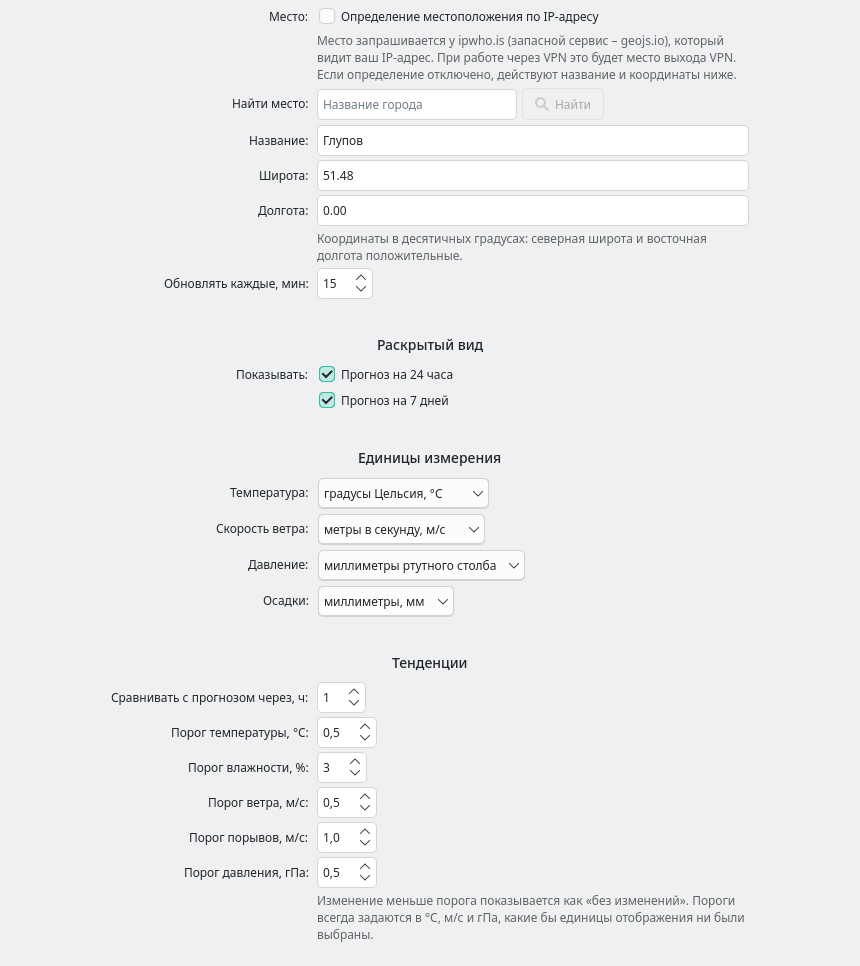 Место: Определение местоположения по IP-адресу
Место запрашивается у ipwho.is (запасной сервис – geojs.io), который
видит ваш IP-адрес. При работе через VPN это будет место выхода VPN.
Если определение отключено, действуют название и координаты ниже.
Найти место: Название города Найти
Название: Глупов
Широта: 51.48
Долгота: 0.00
Координаты в десятичных градусах: северная широта и восточная
долгота положительные.
Обновлять каждые, мин: 15
Раскрытый вид
Показывать: Прогноз на 24 часа
Прогноз на 7 дней
Единицы измерения
Температура: градусы Цельсия, °C
Скорость ветра: метры в секунду, м/с
Давление: миллиметры ртутного столба
Осадки: миллиметры, мм
Тенденции
Сравнивать с прогнозом через, ч: 1
Порог температуры, °C: 0,5
Порог влажности, %: 3
Порог ветра, м/с: 0,5
Порог порывов, м/с: 1,0
Порог давления, гПа: 0,5
Изменение меньше порога показывается как «без изменений». Пороги
всегда задаются в °C, м/с и гПа, какие бы единицы отображения ни были
выбраны.